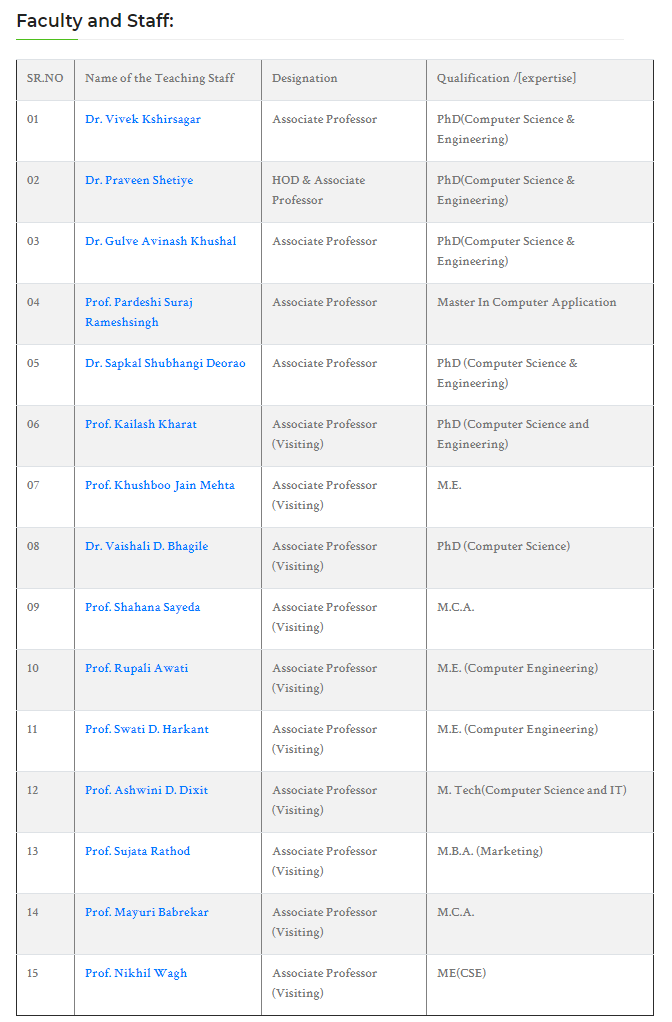 Faculty and Staff:
SR.NO Name of the Teaching Staff Designation Qualification /[expertise]
01 Dr. Vivek Kshirsagar Associate Professor PhD(Computer Science &
Engineering)
02 Dr. Praveen Shetiye HOD & Associate PhD(Computer Science &
Professor Engineering)
03 Dr. Gulve Avinash Khushal Associate Professor PhD(Computer Science &
Engineering)
04 Prof. Pardeshi Suraj Associate Professor Master In Computer Application
Rameshsingh
05 Dr. Sapkal Shubhangi Deorao Associate Professor PhD (Computer Science &
Engineering)
06 Prof. Kailash Kharat Associate Professor PhD (Computer Science and
(Visiting) Engineering)
07 Prof. Khushboo Jain Mehta Associate Professor M.E.
(Visiting)
08 Dr. Vaishali D. Bhagile Associate Professor PhD (Computer Science)
(Visiting)
09 Prof. Shahana Sayeda Associate Professor M.C.A.
(Visiting)
10 Prof. Rupali Awati Associate Professor M.E. (Computer Engineering)
(Visiting)
11 Prof. Swati D. Harkant Associate Professor M.E. (Computer Engineering)
(Visiting)
12 Prof. Ashwini D. Dixit Associate Professor M. Tech(Computer Science and IT)
(Visiting)
13 Prof. Sujata Rathod Associate Professor M.B.A. (Marketing)
(Visiting)
14 Prof. Mayuri Babrekar Associate Professor M.C.A.
(Visiting)
15 Prof. Nikhil Wagh Associate Professor ME(CSE)
(Visiting)